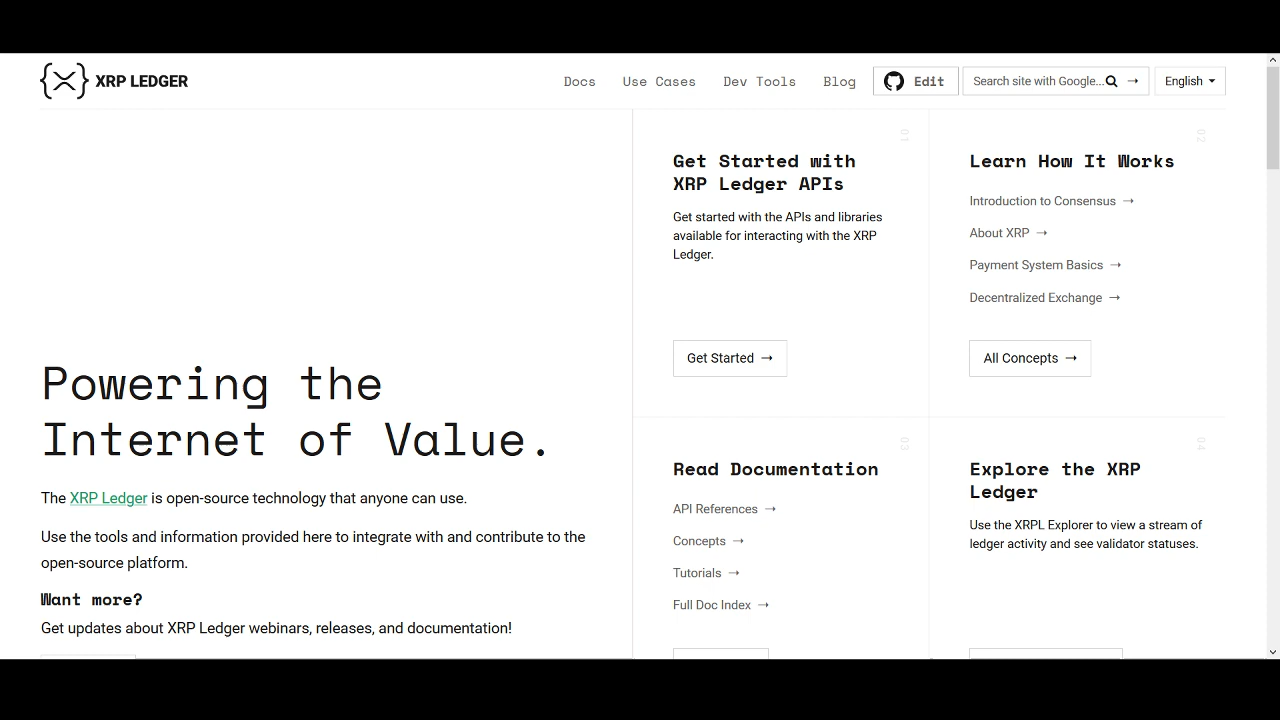 XRP LEDGER
Docs
Use Cases
Dev Tools
Blog
Edit
Search site with Google...
English
Powering the
Internet of Value.
The XRP Ledger is open-source technology that anyone can use.
Use the tools and information provided here to integrate with and contribute to the
open-source platform.
Want more?
Get updates about XRP Ledger webinars, releases, and documentation!
01
Get Started with
XRP Ledger APIs
Get started with the APIs and libraries
available for interacting with the XRP
Ledger.
Get Started →
02
Learn How It Works
Introduction to Consensus →
About XRP →
Payment System Basics →
Decentralized Exchange →
All Concepts →
03
Read Documentation
API References →
Concepts →
Tutorials →
Full Doc Index →
04
Explore the XRP
Ledger
Use the XRPL Explorer to view a stream of
ledger activity and see validator statuses.